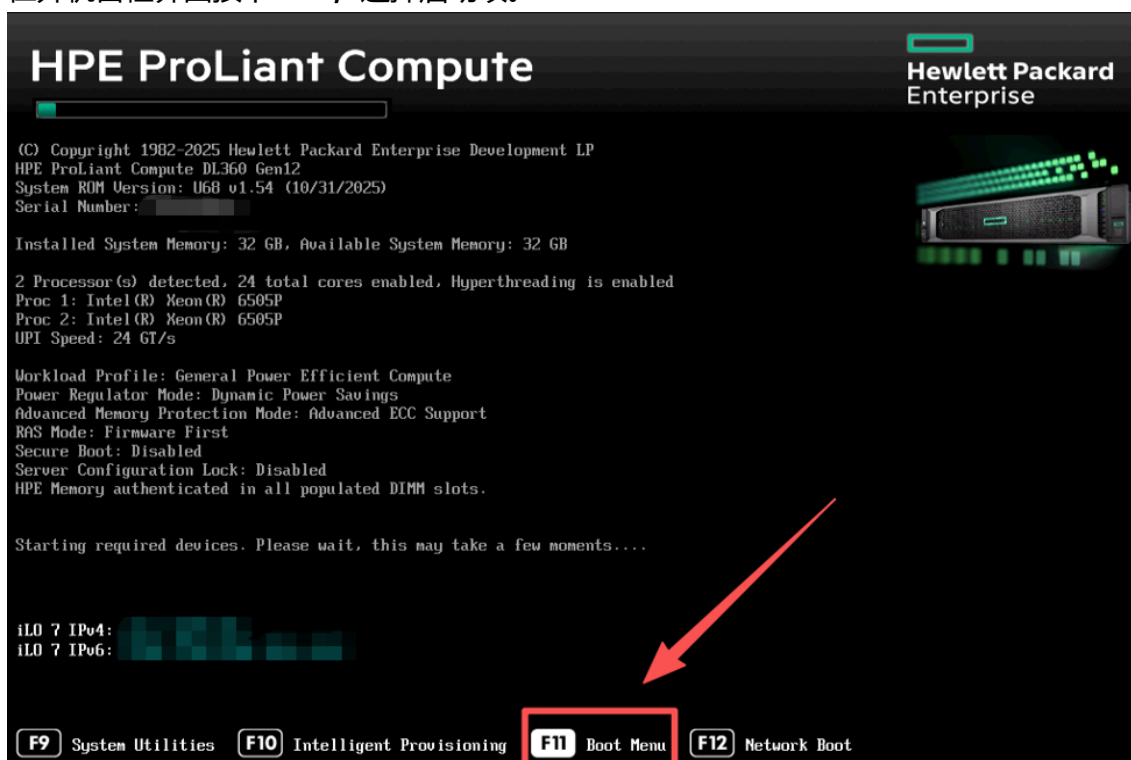 HPE ProLiant Compute
Hewlett Packard
Enterprise
(C) Copyright 1982-2025 Hewlett Packard Enterprise Development LP
HPE ProLiant Compute DL360 Gen12
System ROM Version: U68 v1.54 (10/31/2025)
Serial Number:
Installed System Memory: 32 GB, Available System Memory: 32 GB
2 Processor(s) detected, 24 total cores enabled, Hyperthreading is enabled
Proc 1: Intel(R) Xeon(R) 6505P
Proc 2: Intel(R) Xeon(R) 6505P
UPI Speed: 24 GT/s
Workload Profile: General Power Efficient Compute
Power Regulator Mode: Dynamic Power Savings
Advanced Memory Protection Mode: Advanced ECC Support
RAS Mode: Firmware First
Secure Boot: Disabled
Server Configuration Lock: Disabled
HPE Memory authenticated in all populated DIMM slots.
Starting required devices. Please wait, this may take a few moments....
iLO 7 IPv4:
iLO 7 IPv6:
F9 System Utilities F10 Intelligent Provisioning F11 Boot Menu F12 Network Boot